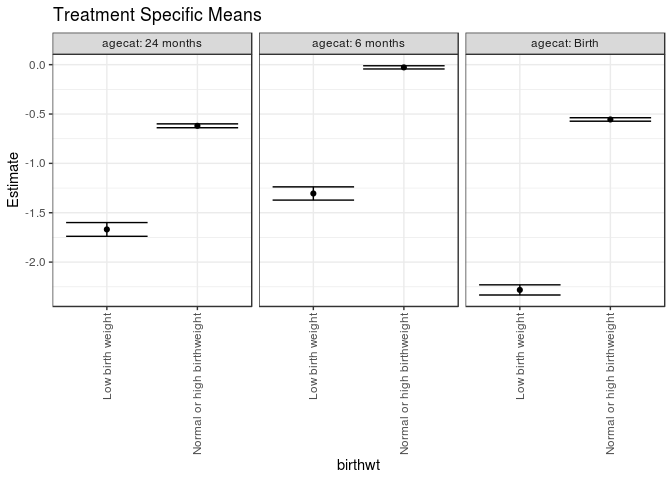 Treatment Specific Means
agecat: 24 months
agecat: 6 months
agecat: Birth
Estimate
0.0
-0.5
-1.0
-1.5
-2.0
Low birth weight
Normal or high birthweight
Low birth weight
Normal or high birthweight
Low birth weight
Normal or high birthweight
birthwt